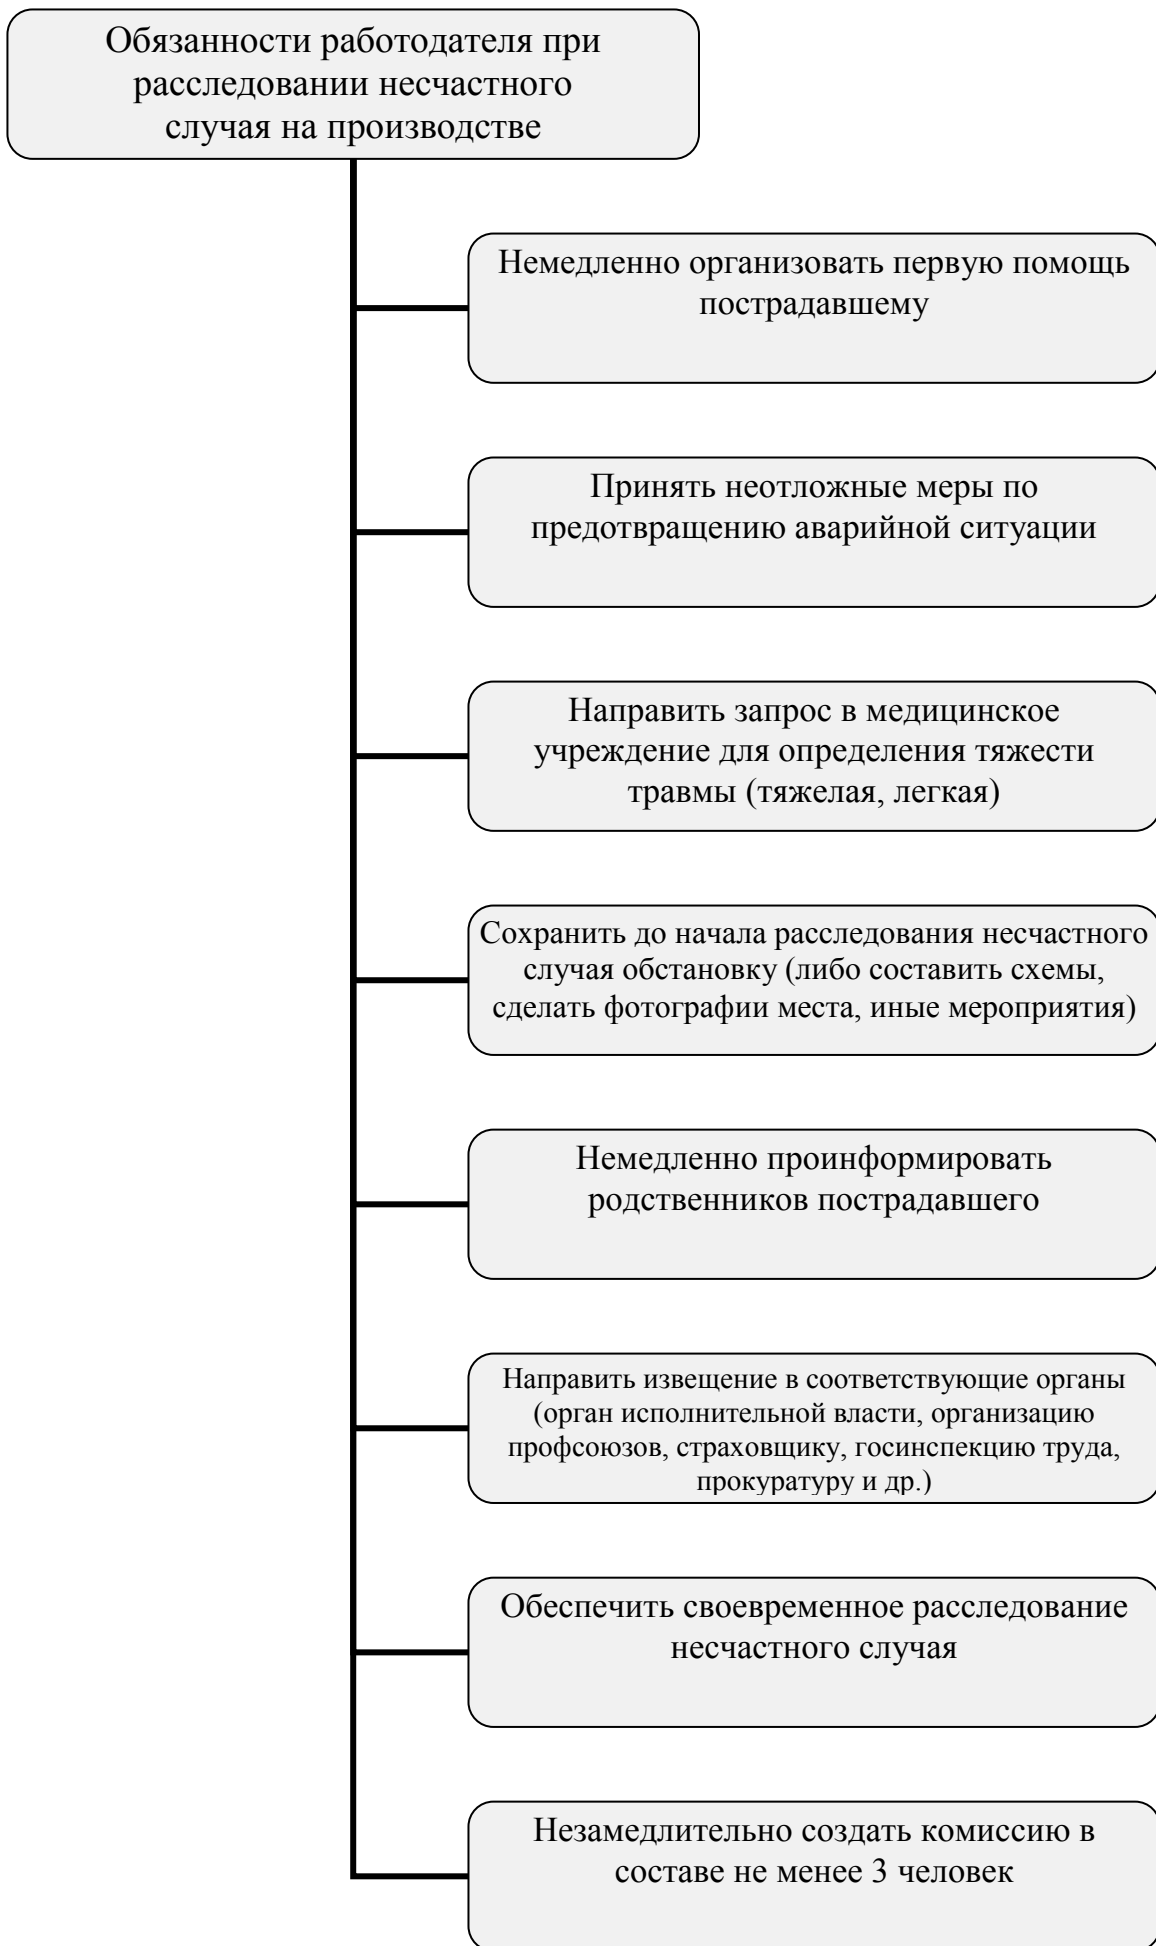 Обязанности работодателя при
расследовании несчастного
случая на производстве
Немедленно организовать первую помощь
пострадавшему
Принять неотложные меры по
предотвращению аварийной ситуации
Направить запрос в медицинское
учреждение для определения тяжести
травмы (тяжелая, легкая)
Сохранить до начала расследования несчастного
случая обстановку (либо составить схемы,
сделать фотографии места, иные мероприятия)
Немедленно проинформировать
родственников пострадавшего
Направить извещение в соответствующие органы
(орган исполнительной власти, организацию
профсоюзов, страховщику, госинспекцию труда,
прокуратуру и др.)
Обеспечить своевременное расследование
несчастного случая
Незамедлительно создать комиссию в
составе не менее 3 человек